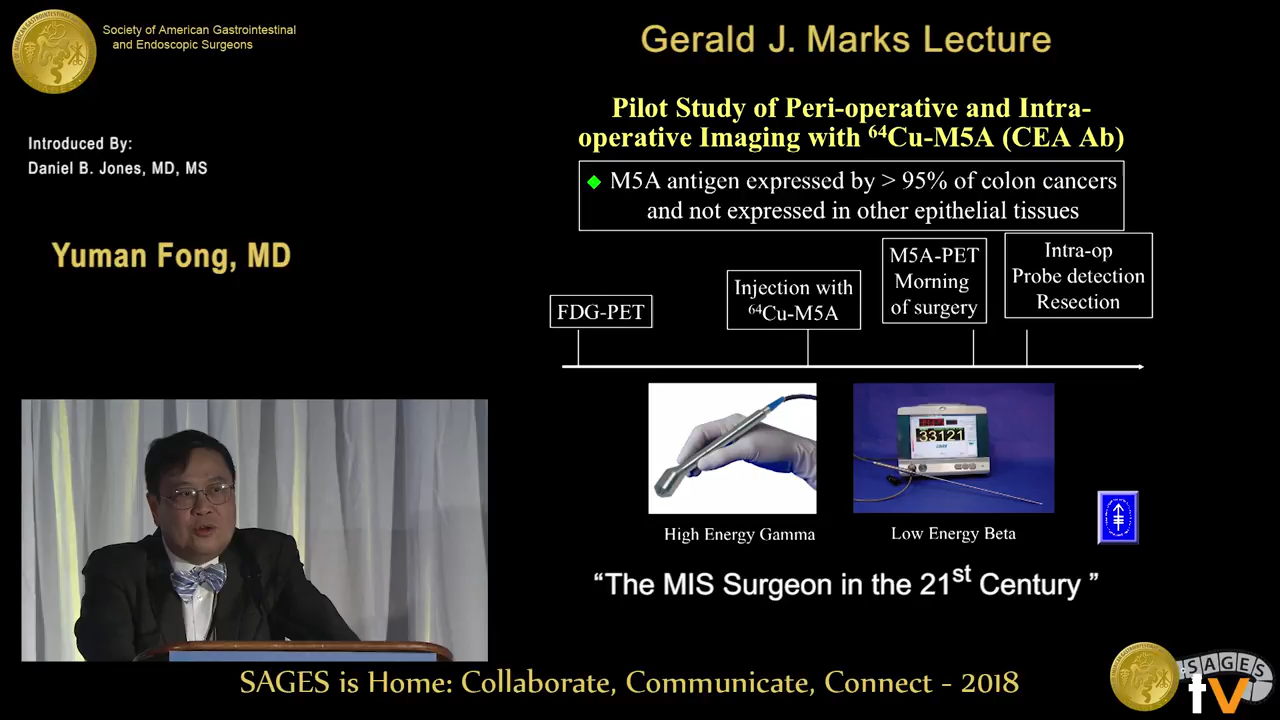 Society of American Gastrointestinal
and Endoscopic Surgeons
Gerald J. Marks Lecture
Introduced By:
Daniel B. Jones, MD, MS
Yuman Fong, MD
Pilot Study of Peri-operative and Intra-
operative Imaging with ⁶⁴Cu-M5A (CEA Ab)
M5A antigen expressed by > 95% of colon cancers
and not expressed in other epithelial tissues
FDG-PET
Injection with
⁶⁴Cu-M5A
M5A-PET
Morning
of surgery
Intra-op
Probe detection
Resection
33121
High Energy Gamma
Low Energy Beta
“The MIS Surgeon in the 21st Century ”
SAGES is Home: Collaborate, Communicate, Connect - 2018
SAGES
tv